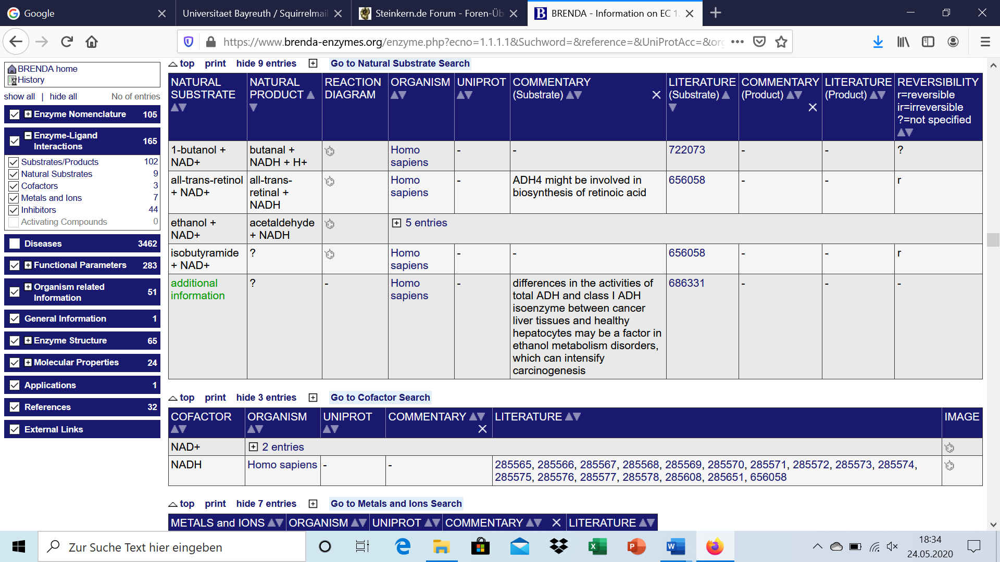 Google
Universitaet Bayreuth / Squirrelmail
Steinkern.de Forum - Foren-Üb
BRENDA - Information on EC 1.
https://www.brenda-enzymes.org/enzyme.php?ecno=1.1.1.1&Suchword=&reference=&UniProtAcc=&org
BRENDA home
History
show all | hide all No of entries
Enzyme Nomenclature 105
Enzyme-Ligand
Interactions 165
Substrates/Products 102
Natural Substrates 9
Cofactors 3
Metals and Ions 7
Inhibitors 44
Activating Compounds 0
Diseases 3462
Functional Parameters 283
Organism related
Information 51
General Information 1
Enzyme Structure 65
Molecular Properties 24
Applications 1
References 32
External Links
top print hide 9 entries Go to Natural Substrate Search
NATURAL
SUBSTRATE
NATURAL
PRODUCT
REACTION
DIAGRAM
ORGANISM
UNIPROT
COMMENTARY
(Substrate)
LITERATURE
(Substrate)
COMMENTARY
(Product)
LITERATURE
(Product)
REVERSIBILITY
r=reversible
ir=irreversible
?=not specified
1-butanol +
NAD+
butanal +
NADH + H+
Homo
sapiens
-
-
722073
-
-
?
all-trans-retinol
+ NAD+
all-trans-
retinal +
NADH
Homo
sapiens
-
ADH4 might be involved in
biosynthesis of retinoic acid
656058
-
-
r
ethanol +
NAD+
acetaldehyde
+ NADH
5 entries
isobutyramide
+ NAD+
?
Homo
sapiens
-
-
656058
-
-
r
additional
information
?
-
Homo
sapiens
-
differences in the activities of
total ADH and class I ADH
isoenzyme between cancer
liver tissues and healthy
hepatocytes may be a factor in
ethanol metabolism disorders,
which can intensify
carcinogenesis
686331
-
-
-
top print hide 3 entries Go to Cofactor Search
COFACTOR ORGANISM UNIPROT COMMENTARY LITERATURE IMAGE
NAD+ 2 entries
NADH Homo sapiens - - 285565, 285566, 285567, 285568, 285569, 285570, 285571, 285572, 285573, 285574,
285575, 285576, 285577, 285578, 285608, 285651, 656058
top print hide 7 entries Go to Metals and Ions Search
METALS and IONS ORGANISM UNIPROT COMMENTARY LITERATURE
Zur Suche Text hier eingeben
18:34
24.05.2020